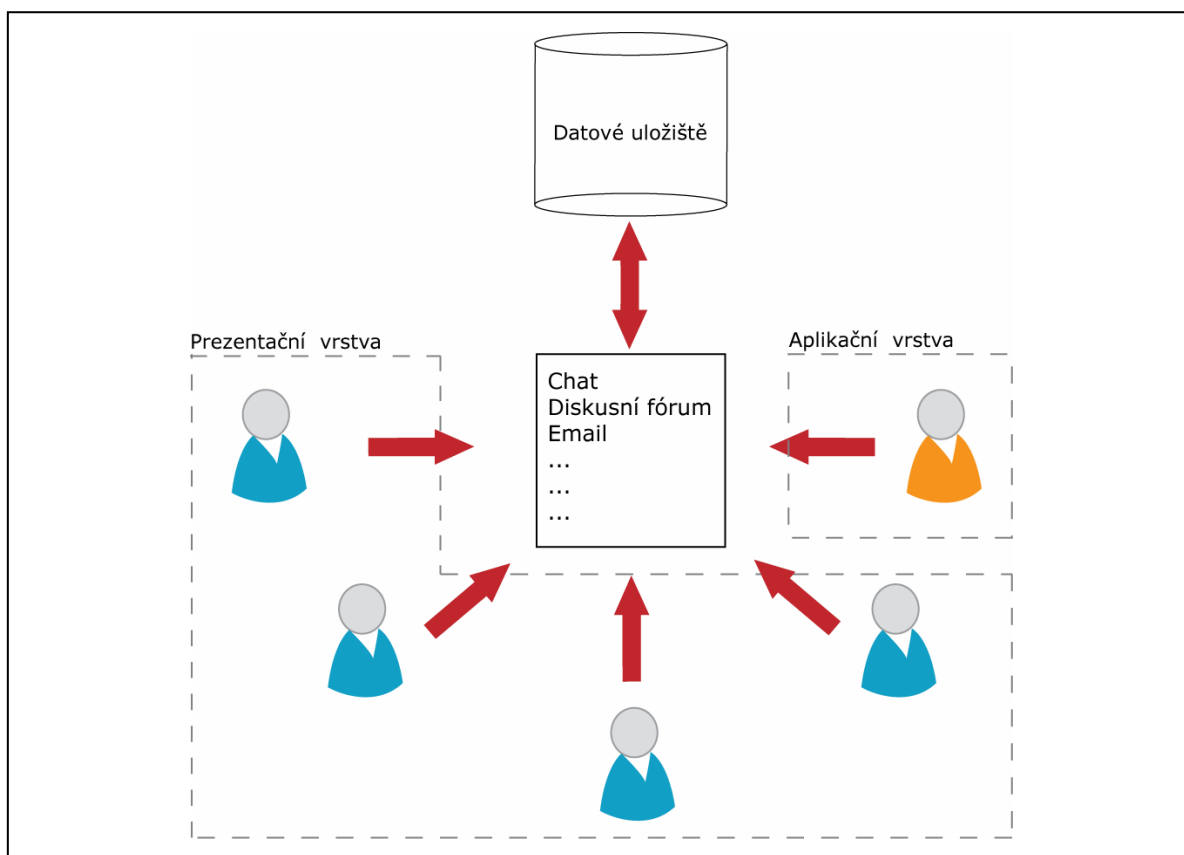 Datové uložiště
Prezentační vrstva
Aplikační vrstva
Chat
Diskusní fórum
Email
...
...
...